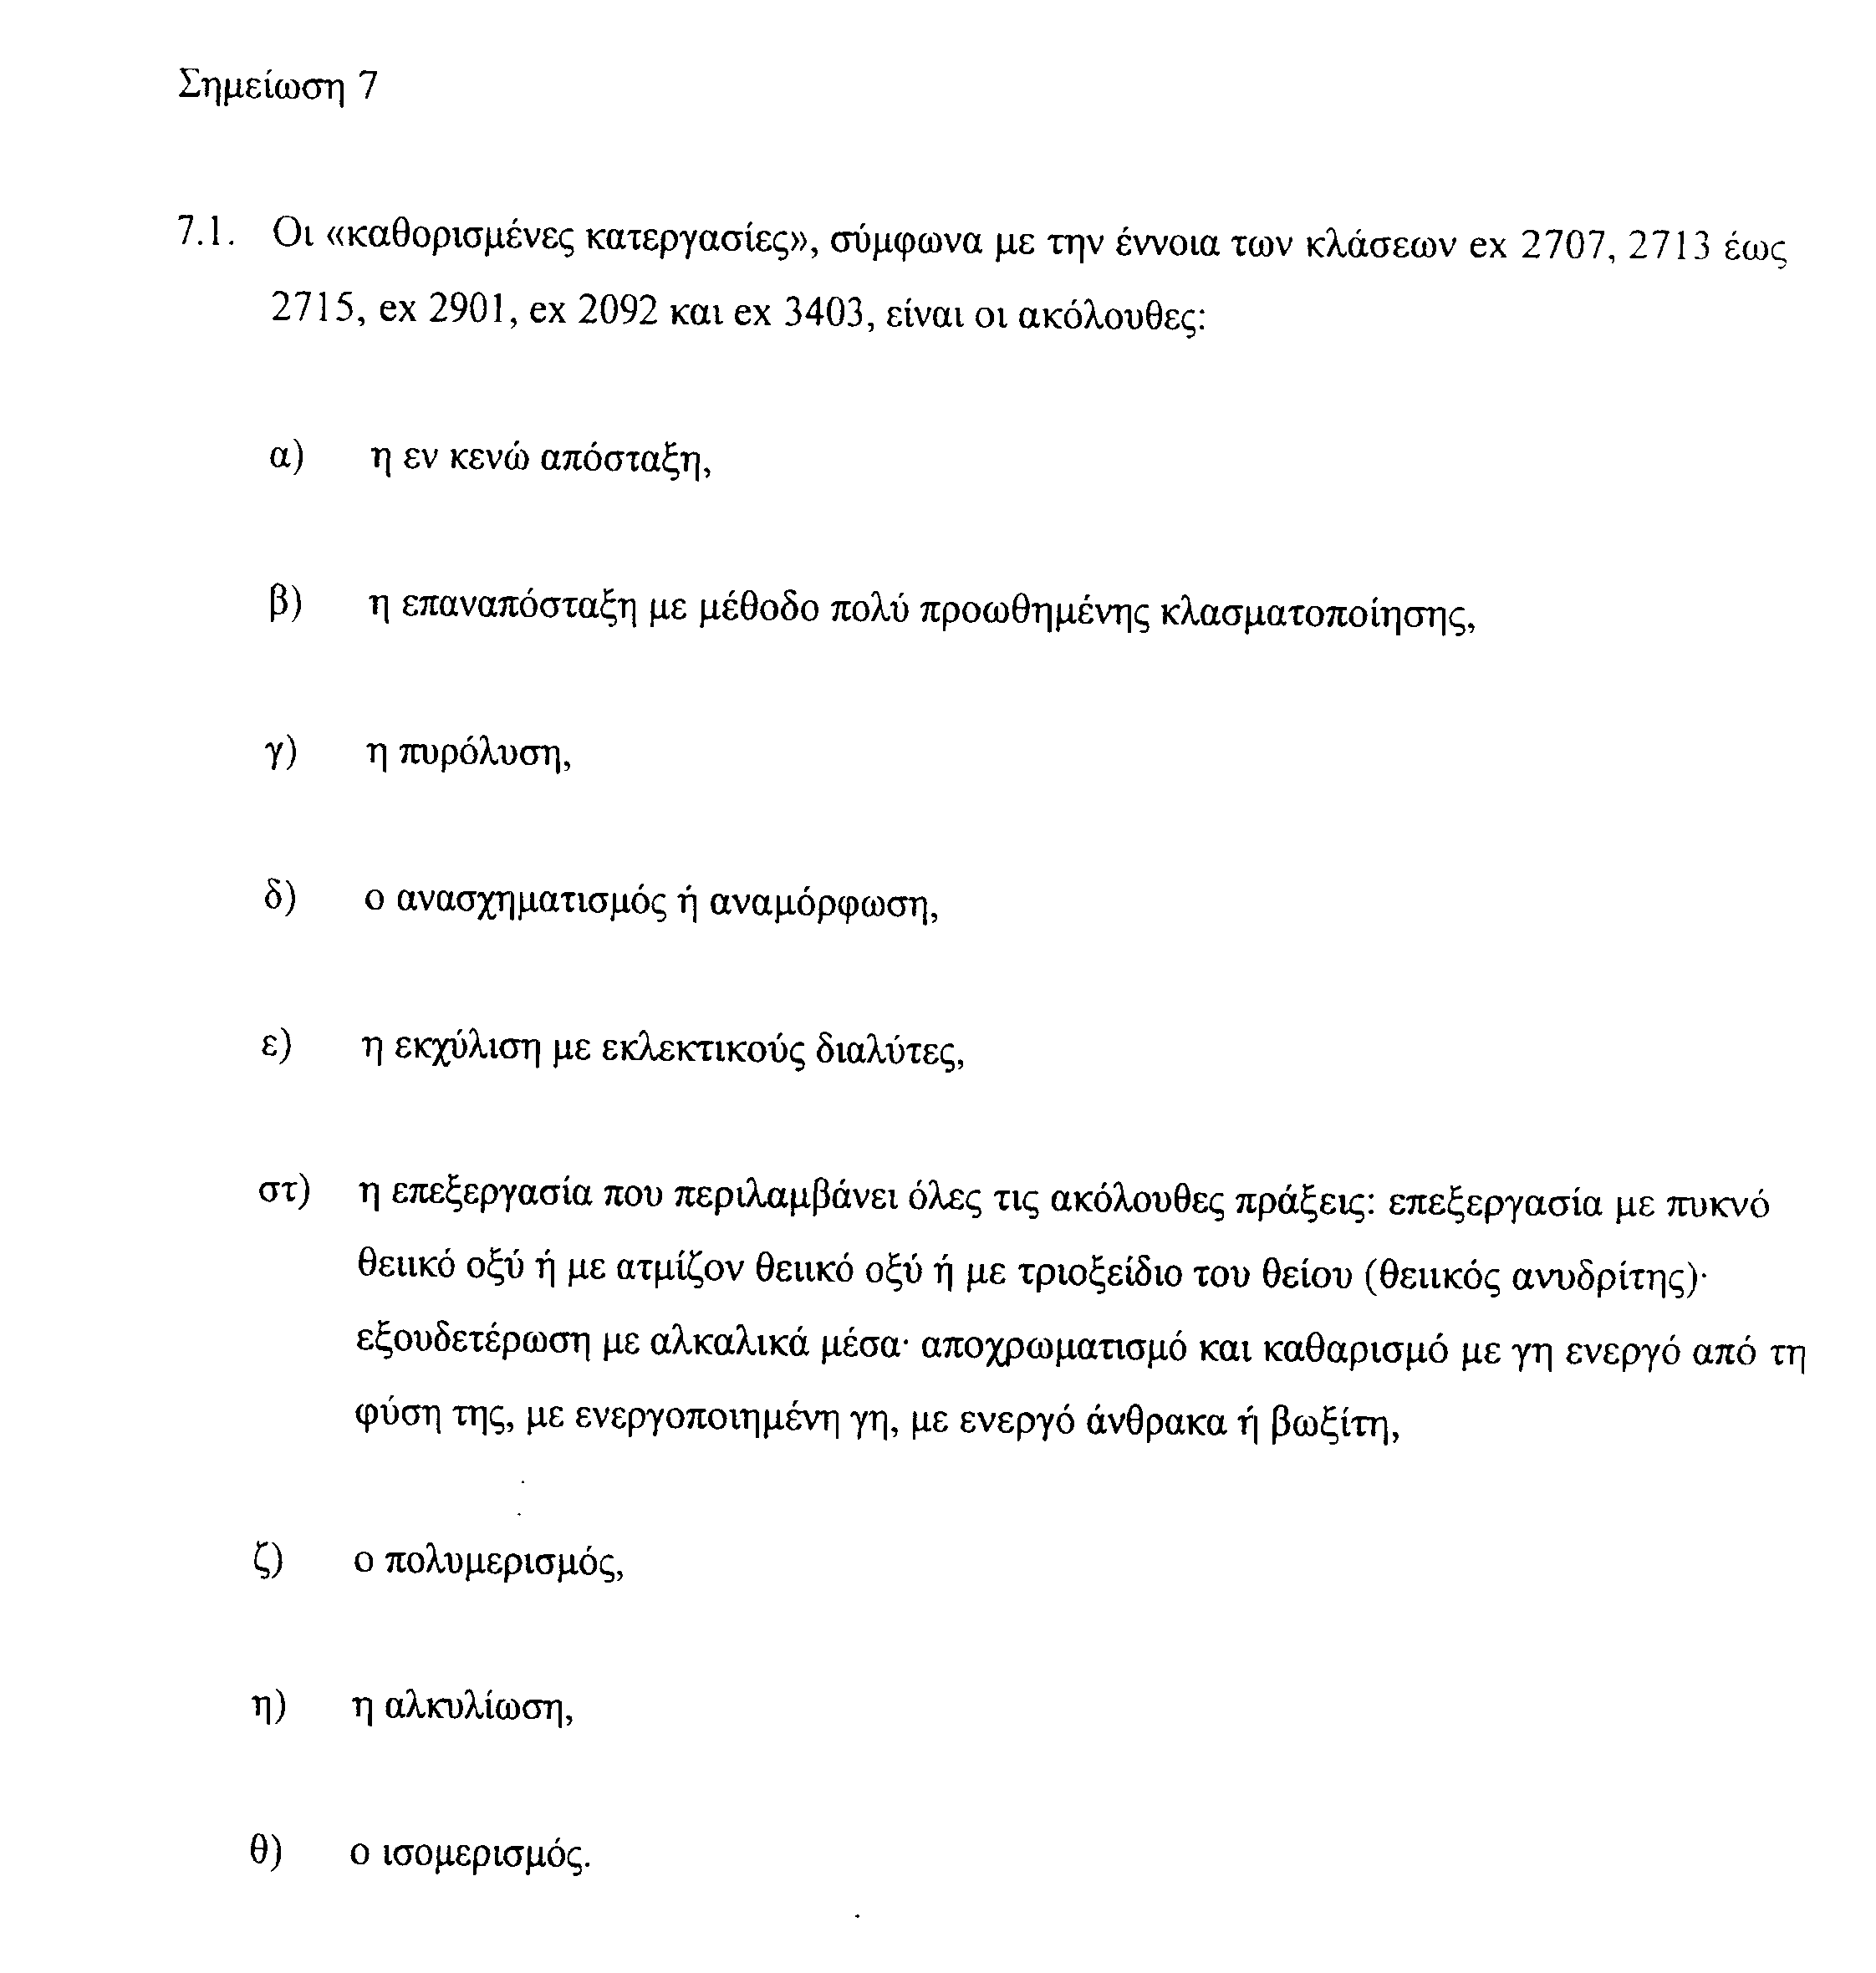 Σημείωση 7
7.1. Οι «καθορισμένες κατεργασίες», σύμφωνα με την έννοια των κλάσεων ex 2707, 2713 έως
2715, ex 2901, ex 2092 και ex 3403, είναι οι ακόλουθες:
α) η εν κενώ απόσταξη,
β) η επαναπόσταξη με μέθοδο πολύ προωθημένης κλασματοποίησης,
γ) η πυρόλυση,
δ) ο ανασχηματισμός ή αναμόρφωση,
ε) η εκχύλιση με εκλεκτικούς διαλύτες,
στ) η επεξεργασία που περιλαμβάνει όλες τις ακόλουθες πράξεις: επεξεργασία με πυκνό
θειικό οξύ ή με ατμίζον θειικό οξύ ή με τριοξείδιο του θείου (θειικός ανυδρίτης)·
εξουδετέρωση με αλκαλικά μέσα· αποχρωματισμό και καθαρισμό με γη ενεργό από τη
φύση της, με ενεργοποιημένη γη, με ενεργό άνθρακα ή βωξίτη,
ζ) ο πολυμερισμός,
η) η αλκυλίωση,
θ) ο ισομερισμός.